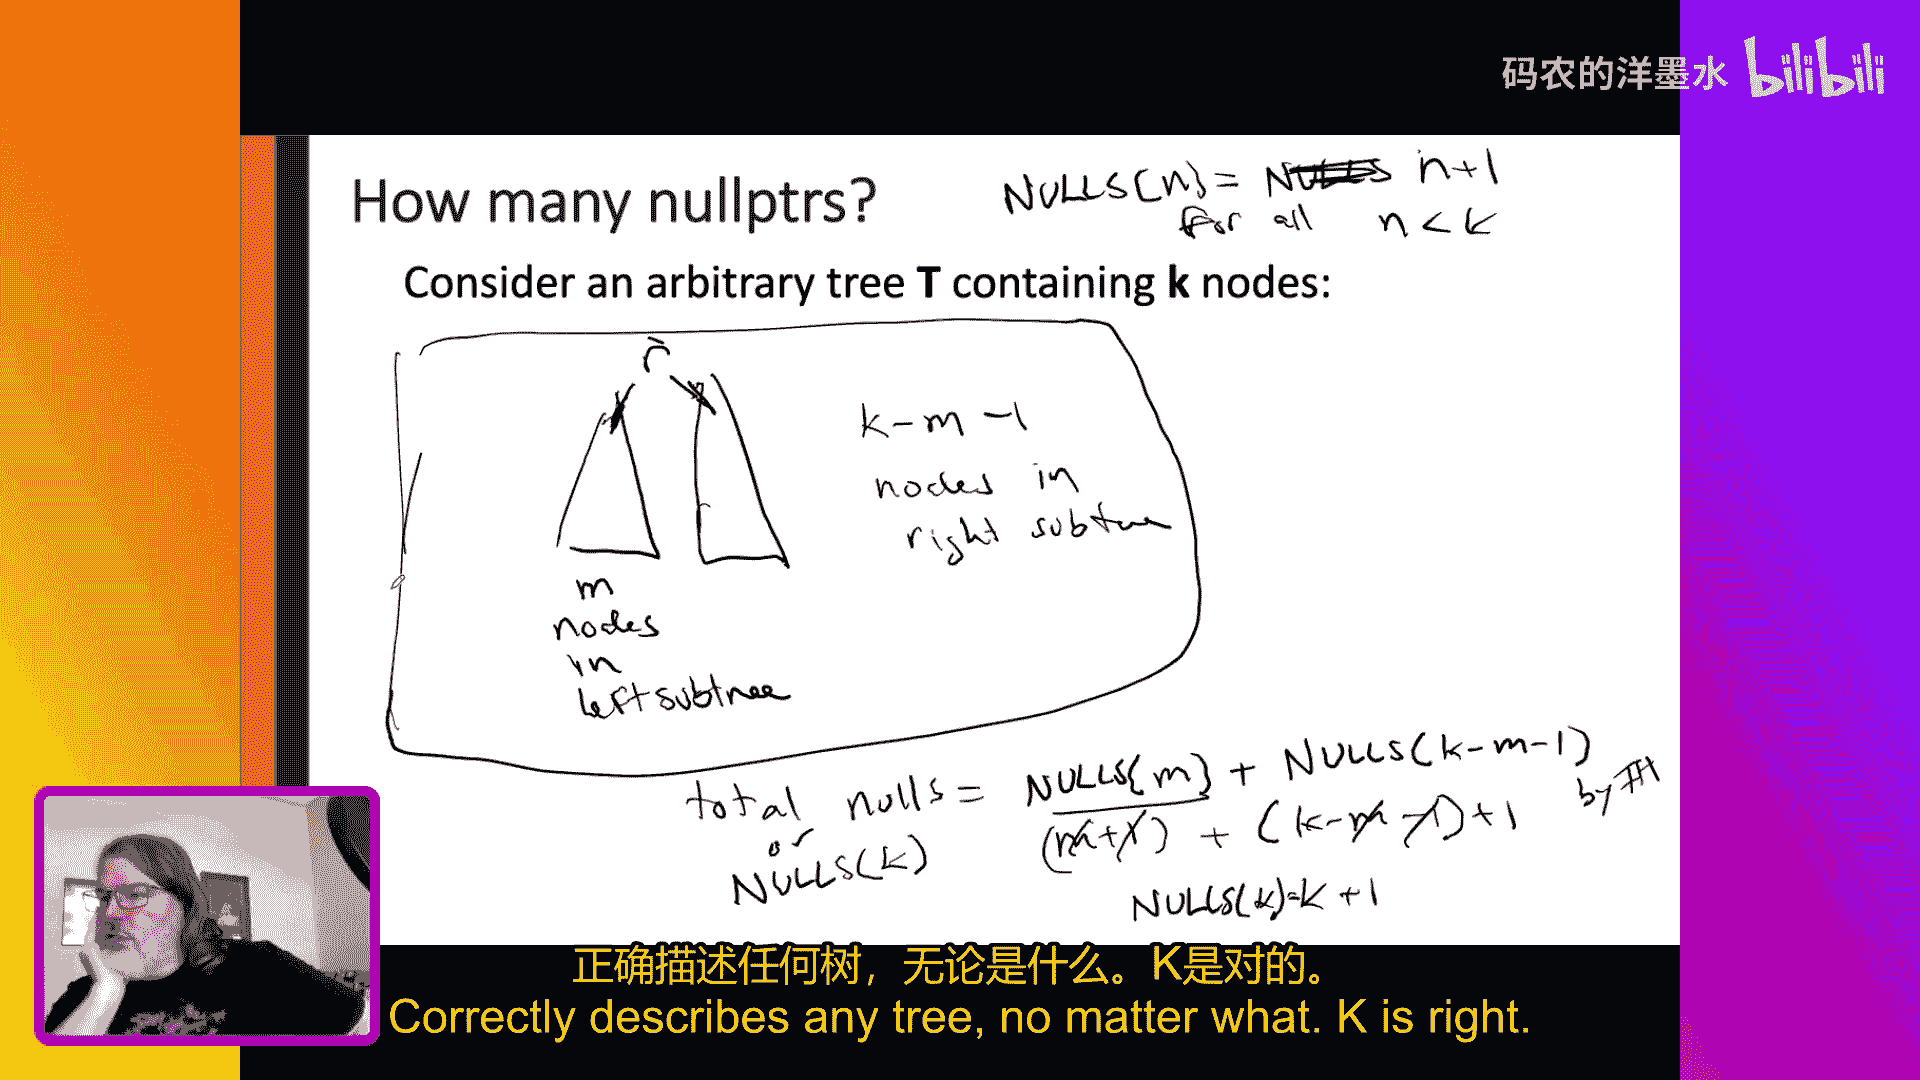 码农的洋墨水 bilibili
How many nullptrs?
NULLS(n) = n+1
for all n < k
Consider an arbitrary tree T containing k nodes:
r
k-m-1
nodes in
right subtree
m
nodes
in
left subtree
total nulls = NULLS(m) + NULLS(k-m-1)
by IH
or
(m+1) + (k-m-1)+1
NULLS(k)
NULLS(k)=k+1
正确描述任何树，无论是什么。K是对的。
Correctly describes any tree, no matter what. K is right.